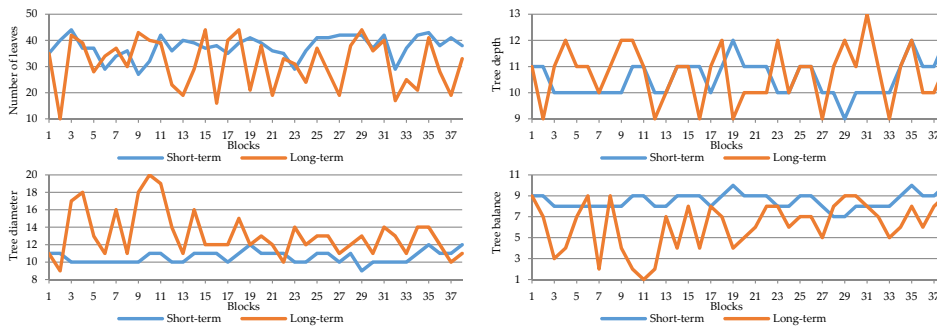 50
40
30
20
10
Number of leaves
1 3 5 7 9 11 13 15 17 19 21 23 25 27 29 31 33 35 37
Blocks
Short-term Long-term
13
12
11
10
9
Tree depth
1 3 5 7 9 11 13 15 17 19 21 23 25 27 29 31 33 35 37
Blocks
Short-term Long-term
20
18
16
14
12
10
8
Tree diameter
1 3 5 7 9 11 13 15 17 19 21 23 25 27 29 31 33 35 37
Blocks
Short-term Long-term
11
9
7
5
3
1
Tree balance
1 3 5 7 9 11 13 15 17 19 21 23 25 27 29 31 33 35 37
Blocks
Short-term Long-term